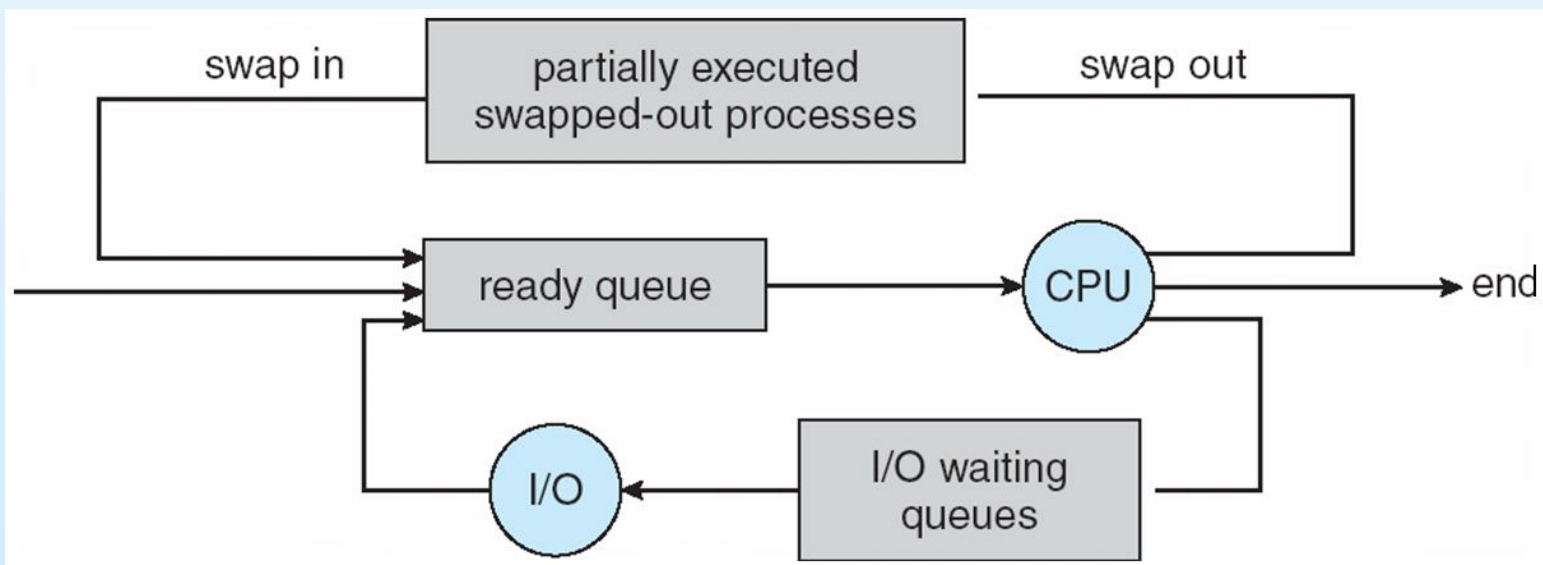 swap in
partially executed
swapped-out processes
swap out
ready queue
CPU
end
I/O
I/O waiting
queues